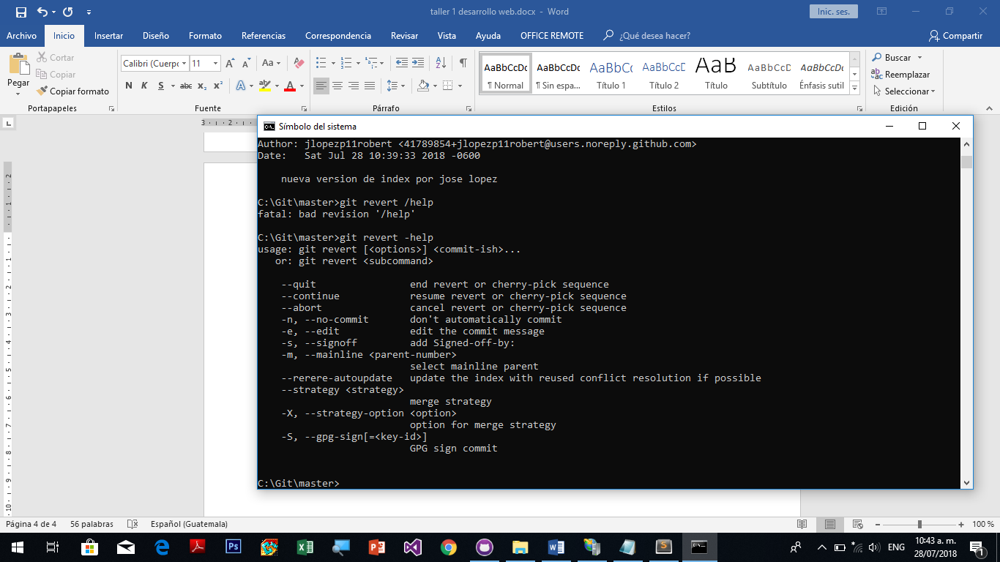 taller 1 desarrollo web.docx - Word
Inic. ses.
Archivo Inicio Insertar Diseño Formato Referencias Correspondencia Revisar Vista Ayuda OFFICE REMOTE ¿Qué desea hacer? Compartir
Pegar
Cortar
Copiar
Copiar formato
Portapapeles
Calibri (Cuerpo 11
N K S abc x₂ x²
Fuente
Párrafo
AaBbCcDc AaBbCcDc AaBbCc AaBbCcD AaB AaBbCcD AaBbCcDc
¶ Normal ¶ Sin espa... Título 1 Título 2 Título Subtítulo Énfasis sutil
Estilos
Buscar
Reemplazar
Seleccionar
Edición
Símbolo del sistema
Author: jlopezp11robert <41789854+jlopezp11robert@users.noreply.github.com>
Date:   Sat Jul 28 10:39:33 2018 -0600
nueva version de index por jose lopez
C:\Git\master>git revert /help
fatal: bad revision '/help'
C:\Git\master>git revert -help
usage: git revert [<options>] <commit-ish>...
or: git revert <subcommand>
--quit                end revert or cherry-pick sequence
--continue            resume revert or cherry-pick sequence
--abort               cancel revert or cherry-pick sequence
-n, --no-commit       don't automatically commit
-e, --edit            edit the commit message
-s, --signoff         add Signed-off-by:
-m, --mainline <parent-number>
select mainline parent
--rerere-autoupdate   update the index with reused conflict resolution if possible
--strategy <strategy>
merge strategy
-X, --strategy-option <option>
option for merge strategy
-S, --gpg-sign[=<key-id>]
GPG sign commit
C:\Git\master>
Página 4 de 4 56 palabras Español (Guatemala) 100 %
ENG
10:43 a. m.
28/07/2018